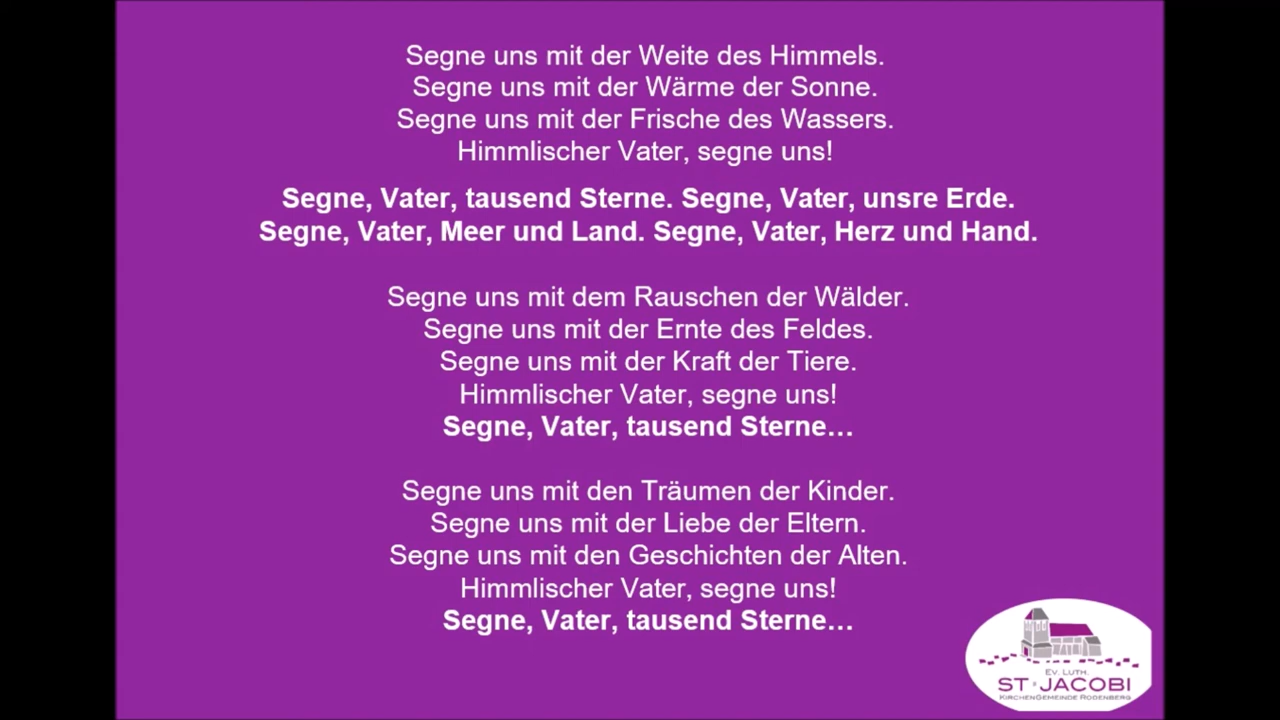 Segne uns mit der Weite des Himmels.
Segne uns mit der Wärme der Sonne.
Segne uns mit der Frische des Wassers.
Himmlischer Vater, segne uns!
Segne, Vater, tausend Sterne. Segne, Vater, unsre Erde.
Segne, Vater, Meer und Land. Segne, Vater, Herz und Hand.
Segne uns mit dem Rauschen der Wälder.
Segne uns mit der Ernte des Feldes.
Segne uns mit der Kraft der Tiere.
Himmlischer Vater, segne uns!
Segne, Vater, tausend Sterne...
Segne uns mit den Träumen der Kinder.
Segne uns mit der Liebe der Eltern.
Segne uns mit den Geschichten der Alten.
Himmlischer Vater, segne uns!
Segne, Vater, tausend Sterne...
Ev. Luth.
ST·JACOBI
KirchenGemeinde Rodenberg